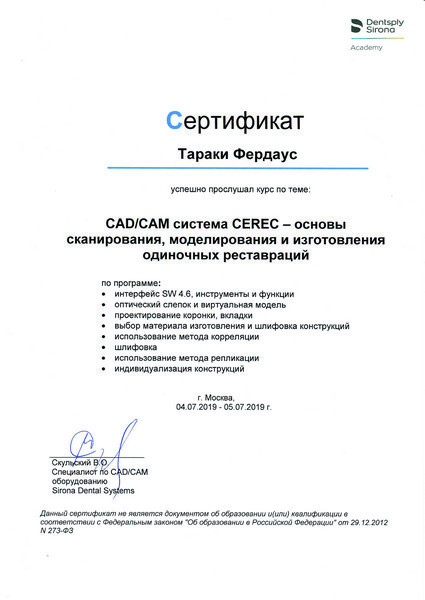 Dentsply
Sirona
Academy
Сертификат
Тараки Фердаус
успешно прослушал курс по теме:
CAD/CAM система CEREC – основы
сканирования, моделирования и изготовления
одиночных реставраций
по программе:
• интерфейс SW 4.6, инструменты и функции
• оптический слепок и виртуальная модель
• проектирование коронки, вкладки
• выбор материала изготовления и шлифовка конструкций
• использование метода корреляции
• шлифовка
• использование метода репликации
• индивидуализация конструкций
г. Москва,
04.07.2019 - 05.07.2019 г.
Скульский В.О.
Специалист по CAD/CAM
оборудованию
Sirona Dental Systems
Данный сертификат не является документом об образовании и(или) квалификации в
соответствии с Федеральным законом "Об образовании в Российской Федерации" от 29.12.2012
N 273-ФЗ